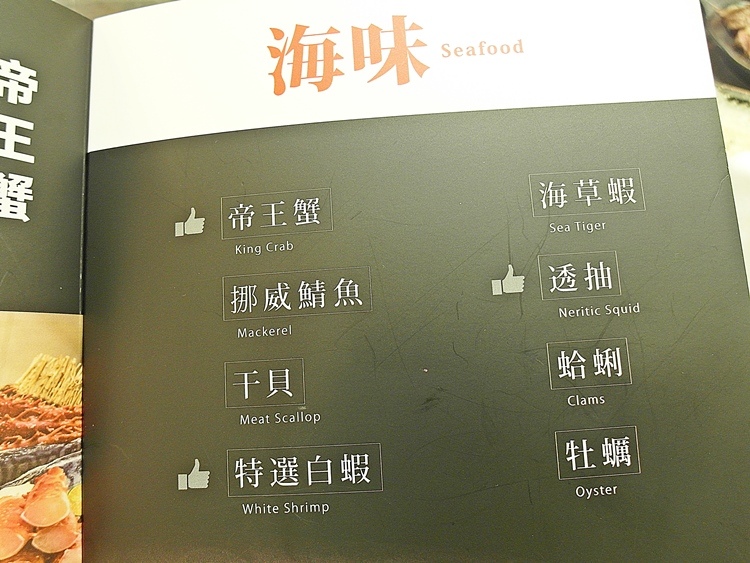 帝王蟹
海味 Seafood
帝王蟹
King Crab
挪威鯖魚
Mackerel
干貝
Meat Scallop
特選白蝦
White Shrimp
海草蝦
Sea Tiger
透抽
Neritic Squid
蛤蜊
Clams
牡蠣
Oyster